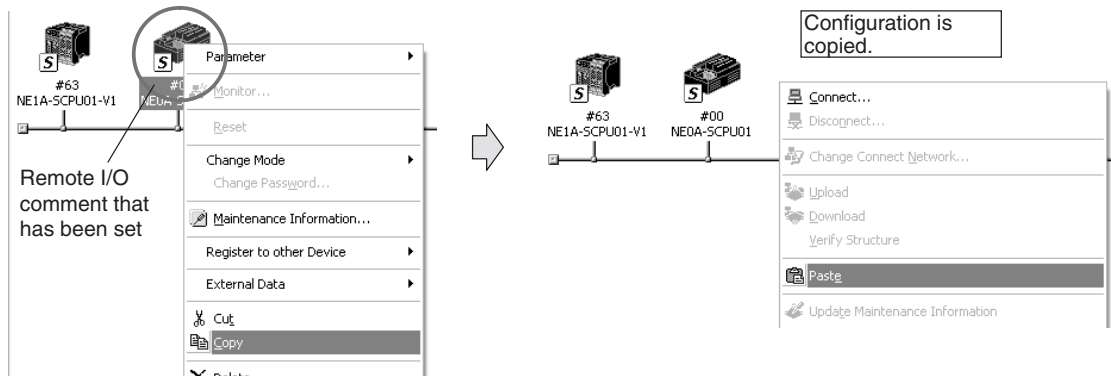 Configuration is
copied.
S
S
#63
NE1A-SCPU01-V1
Parameter
Monitor...
Reset
Change Mode
Change Password...
Maintenance Information...
Register to other Device
External Data
Cut
Copy
Delete
Remote I/O
comment that
has been set
S
S
#63
NE1A-SCPU01-V1
#00
NE0A-SCPU01
Connect...
Disconnect...
Change Connect Network...
Upload
Download
Verify Structure
Paste
Update Maintenance Information